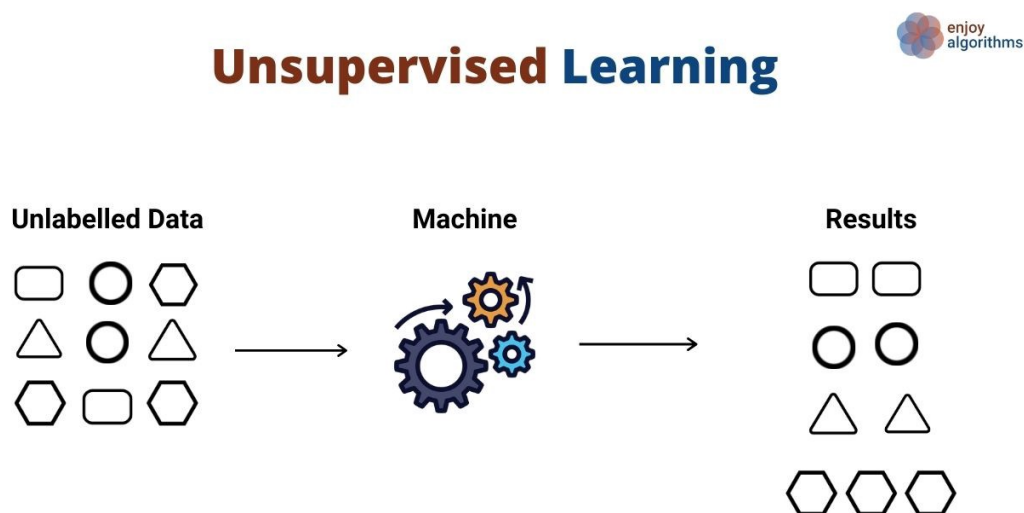 enjoy
algorithms
Unsupervised Learning
Unlabelled Data
Machine
Results